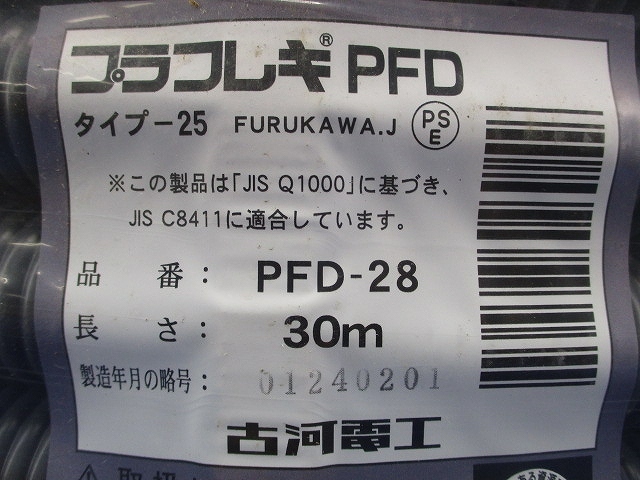 プラフレキ® PFD
タイプ－25 FURUKAWA.J PS E
※この製品は「JIS Q1000」に基づき、
JIS C8411に適合しています。
品 番： PFD-28
長 さ： 30m
製造年月の略号： 01240201
古河電工